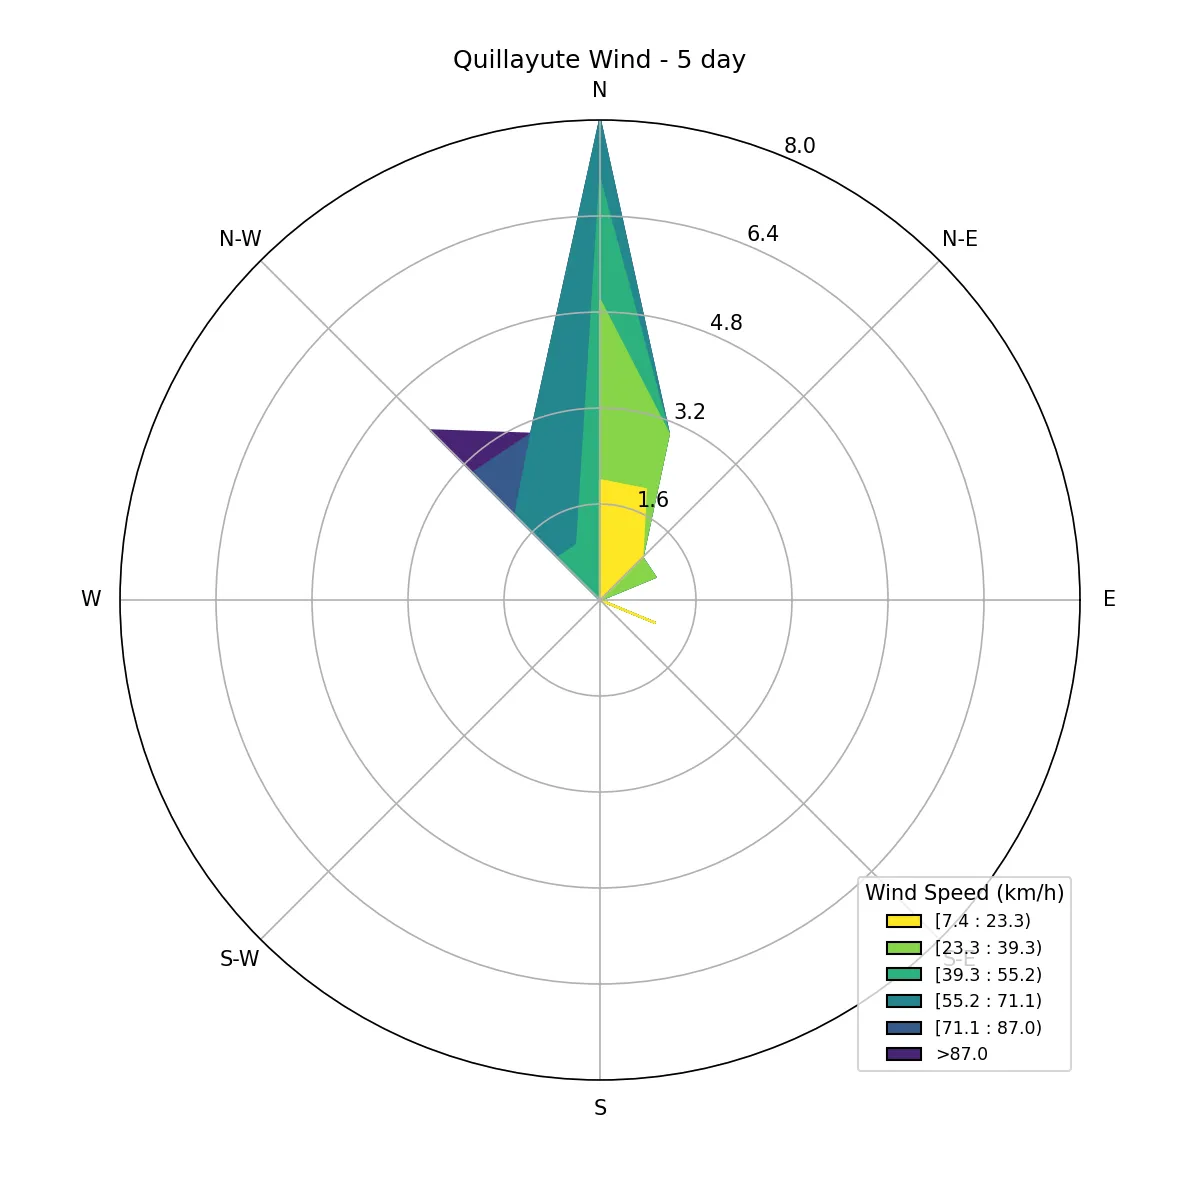 Quillayute Wind - 5 day
N
8.0
N-W
6.4
N-E
4.8
3.2
1.6
W
E
Wind Speed (km/h)
[7.4 : 23.3)
[23.3 : 39.3)
S-W
S-E
[39.3 : 55.2)
[55.2 : 71.1)
[71.1 : 87.0)
>87.0
S